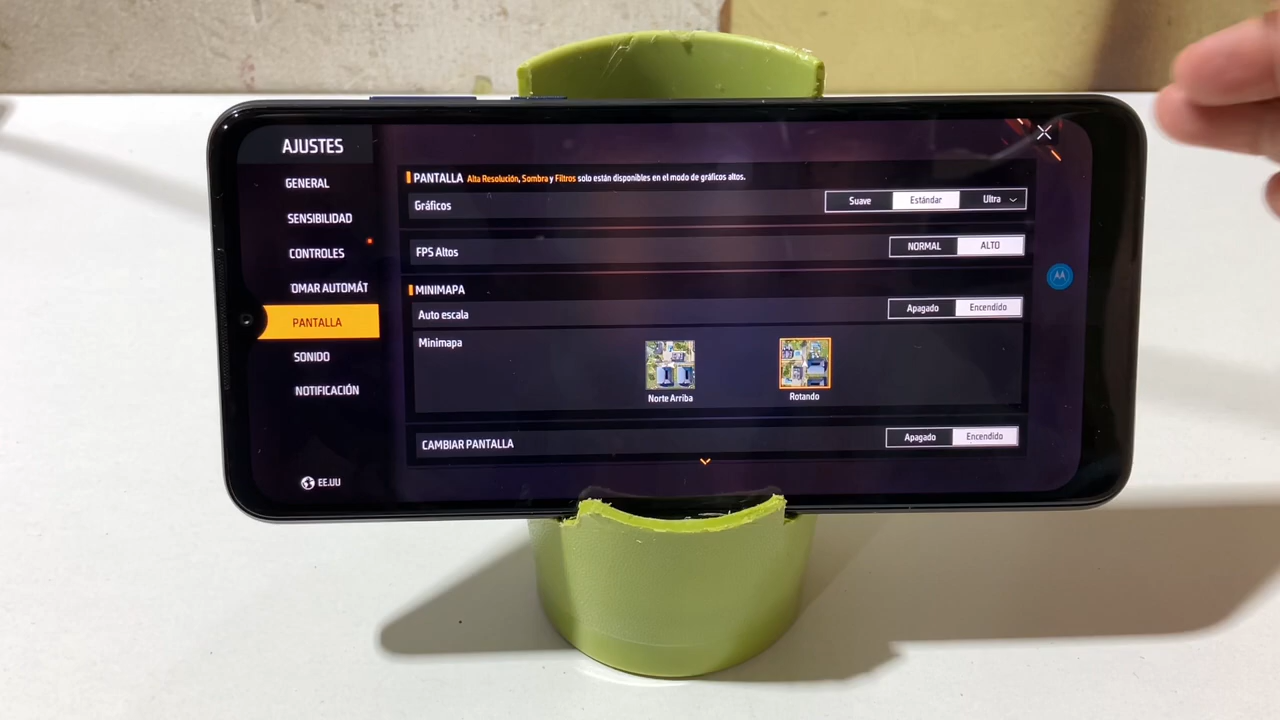 AJUSTES
GENERAL
SENSIBILIDAD
CONTROLES
OMAR AUTOMÁT
PANTALLA
SONIDO
NOTIFICACIÓN
EE.UU
PANTALLA Alta Resolución, Sombra y Filtros solo están disponibles en el modo de gráficos altos.
Gráficos Suave Estándar Ultra
FPS Altos NORMAL ALTO
MINIMAPA
Auto escala Apagado Encendido
Minimapa
Norte Arriba Rotando
CAMBIAR PANTALLA Apagado Encendido